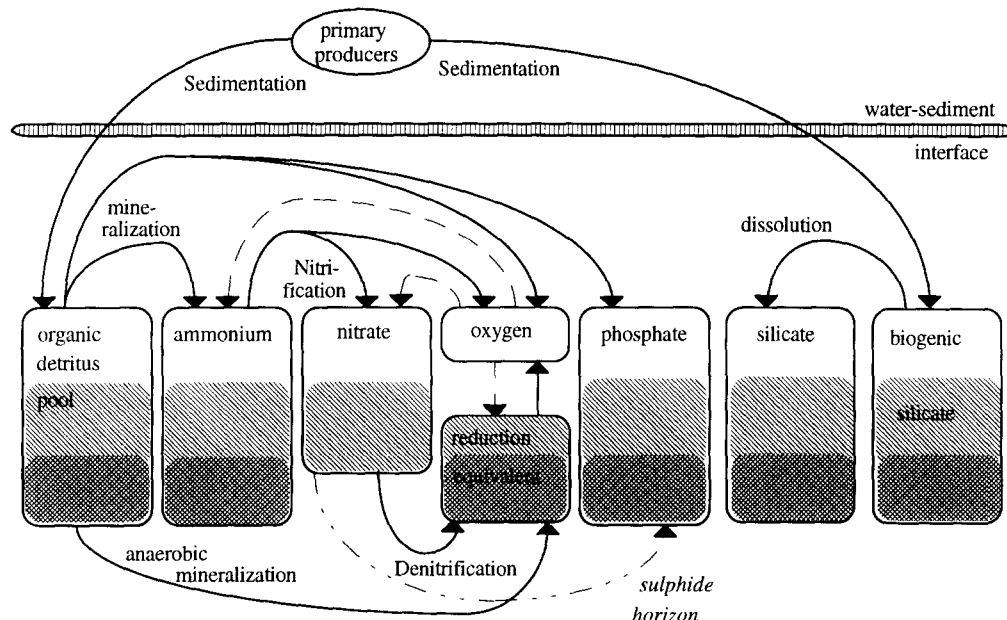 primary
producers
Sedimentation
Sedimentation
water-sediment
interface
mine-
ralization
dissolution
Nitri-
fication
organic
detritus
pool
ammonium
nitrate
oxygen
phosphate
silicate
biogenic
silicate
reduction
equivalent
anaerobic
mineralization
Denitrification
sulphide
horizon